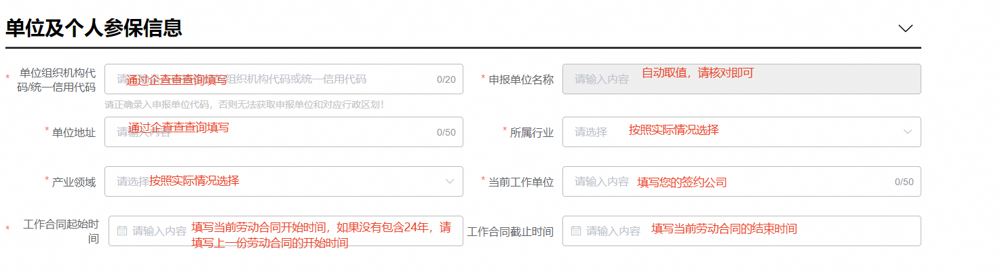 单位及个人参保信息
* 单位组织机构代
码/统一信用代码
通过企查查查询填写
组织机构代码或统一信用代码
0/20
请正确录入申报单位代码，否则无法获取申报单位和对应行政区划！
* 申报单位名称
请输入内容
自动取值，请核对即可
* 单位地址
请输入内容
通过企查查查询填写
0/50
* 所属行业
请选择
按照实际情况选择
* 产业领域
请选择
按照实际情况选择
* 当前工作单位
请输入内容
填写您的签约公司
0/50
* 工作合同起始时
间
请输入内容
填写当前劳动合同开始时间，如果没有包含24年，请
填写上一份劳动合同的开始时间
工作合同截止时间
请输入内容
填写当前劳动合同的结束时间